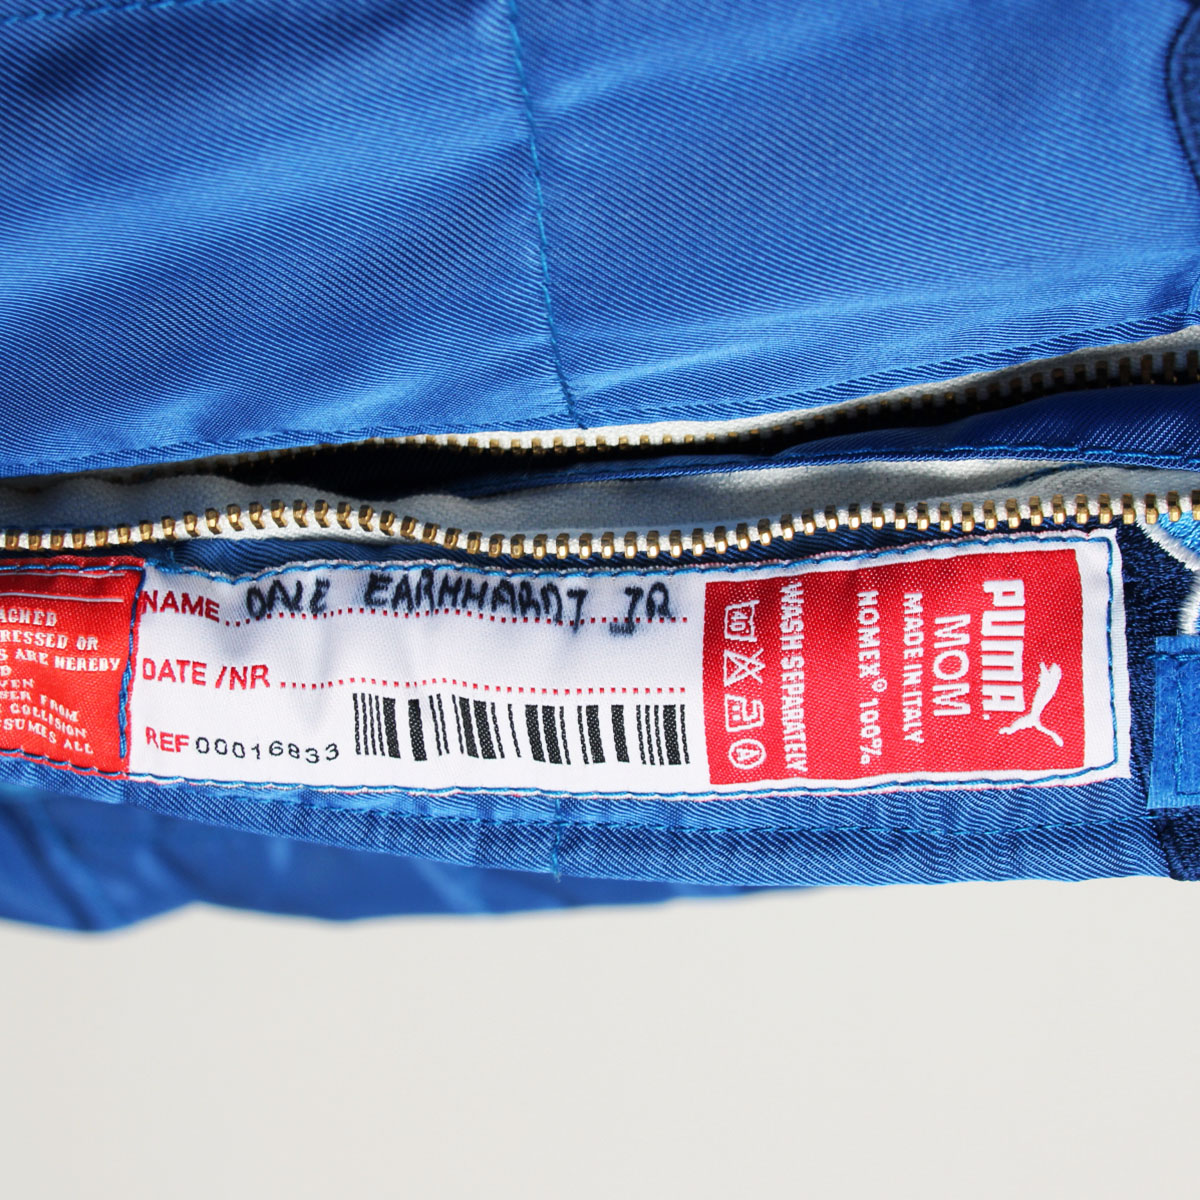 ACHED
RESSED OR
S ARE HEREBY
D
VEN
SER FROM
COLLISION
SUMES ALL
NAME DALE EARNHARDT JR
DATE /NR
REF 00016833
40
A
WASH SEPARATELY
NOMEX® 100%
MADE IN ITALY
MOM
PUMA